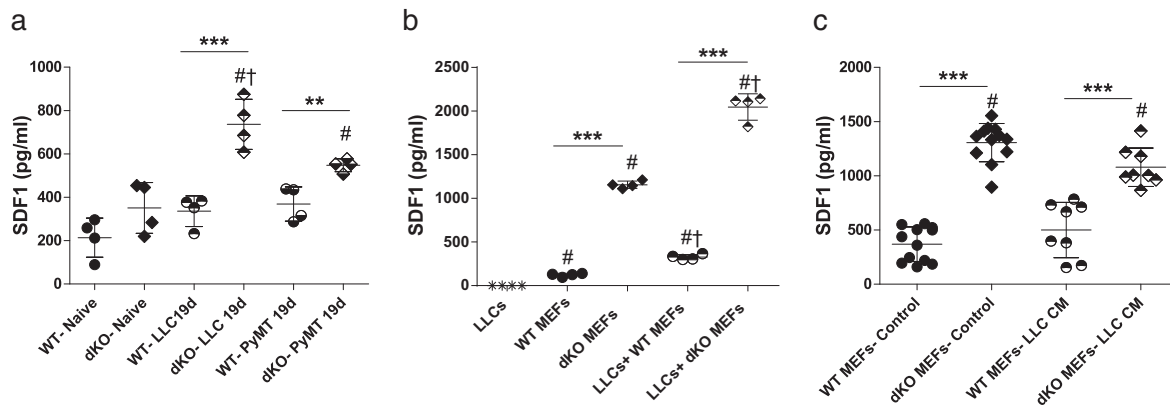 a
SDF1 (pg/ml)
1000
800
600
400
200
0
***
**
#†
#
WT- Naive
dKO- Naive
WT- LLC19d
dKO- LLC 19d
WT- PyMT 19d
dKO- PyMT 19d
b
SDF1 (pg/ml)
2500
2000
1500
1000
500
0
***
***
#
#
#†
#†
LLCs
WT MEFs
dKO MEFs
LLCs+ WT MEFs
LLCs+ dKO MEFs
c
SDF1 (pg/ml)
2000
1500
1000
500
0
***
***
#
#
WT MEFs- Control
dKO MEFs- Control
WT MEFs- LLC CM
dKO MEFs- LLC CM